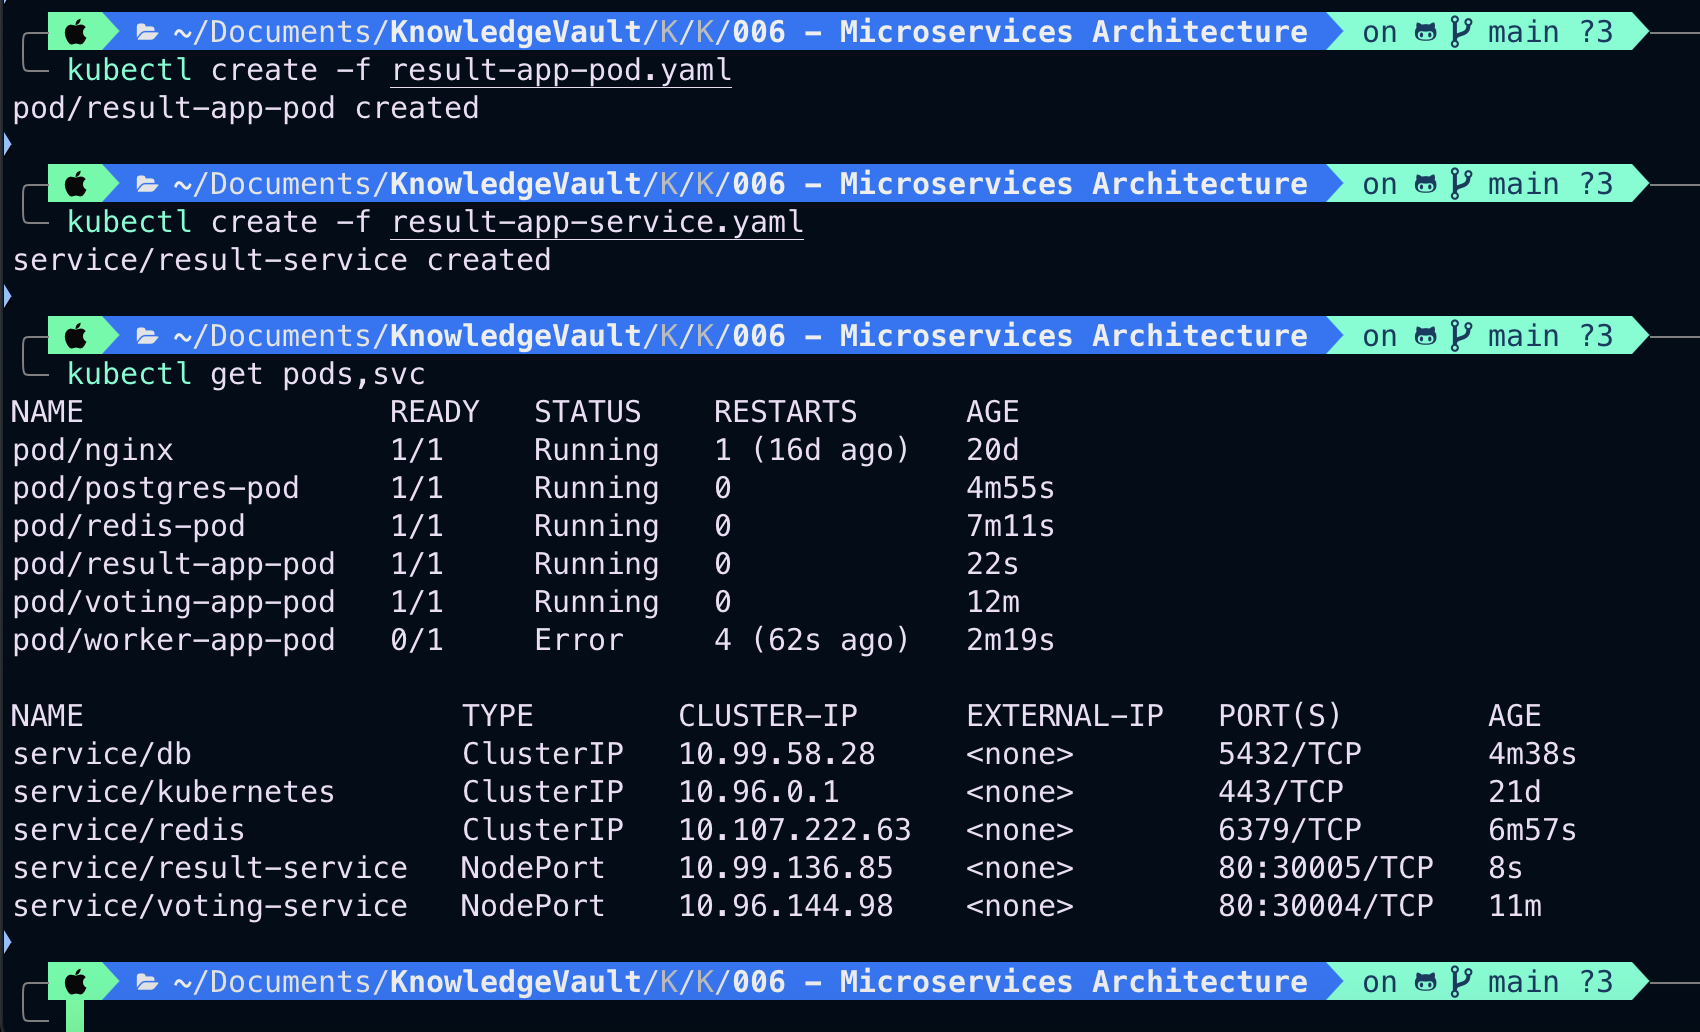 ~/Documents/KnowledgeVault/K/K/006 – Microservices Architecture on main ?3
kubectl create -f result-app-pod.yaml
pod/result-app-pod created
~/Documents/KnowledgeVault/K/K/006 – Microservices Architecture on main ?3
kubectl create -f result-app-service.yaml
service/result-service created
~/Documents/KnowledgeVault/K/K/006 – Microservices Architecture on main ?3
kubectl get pods,svc
NAME READY STATUS RESTARTS AGE
pod/nginx 1/1 Running 1 (16d ago) 20d
pod/postgres-pod 1/1 Running 0 4m55s
pod/redis-pod 1/1 Running 0 7m11s
pod/result-app-pod 1/1 Running 0 22s
pod/voting-app-pod 1/1 Running 0 12m
pod/worker-app-pod 0/1 Error 4 (62s ago) 2m19s
NAME TYPE CLUSTER-IP EXTERNAL-IP PORT(S) AGE
service/db ClusterIP 10.99.58.28 <none> 5432/TCP 4m38s
service/kubernetes ClusterIP 10.96.0.1 <none> 443/TCP 21d
service/redis ClusterIP 10.107.222.63 <none> 6379/TCP 6m57s
service/result-service NodePort 10.99.136.85 <none> 80:30005/TCP 8s
service/voting-service NodePort 10.96.144.98 <none> 80:30004/TCP 11m
~/Documents/KnowledgeVault/K/K/006 – Microservices Architecture on main ?3